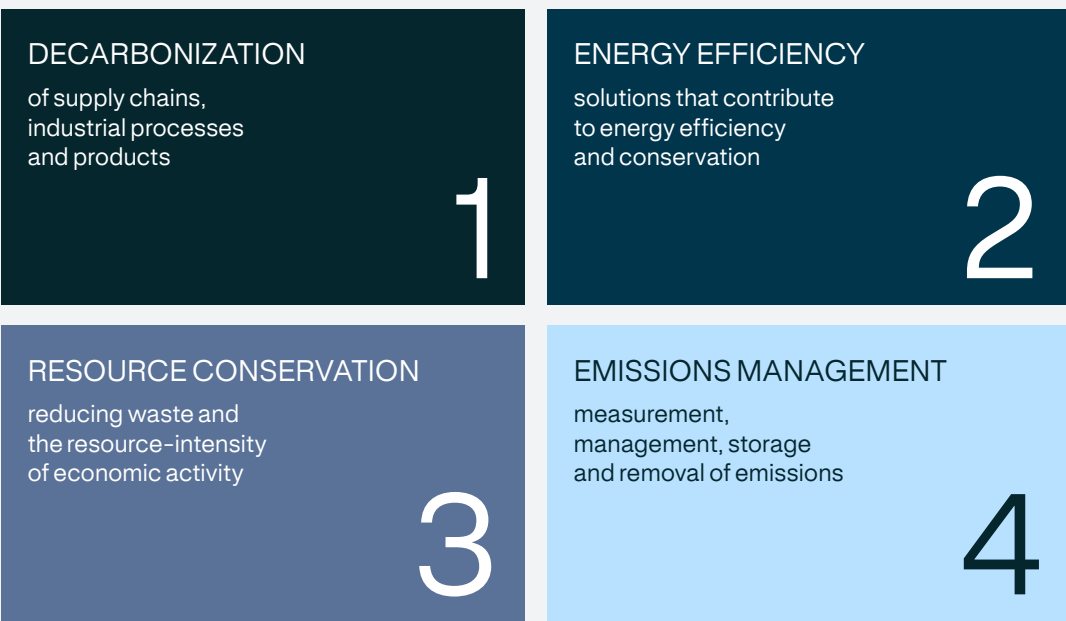 DECARBONIZATION
of supply chains,
industrial processes
and products
1
ENERGY EFFICIENCY
solutions that contribute
to energy efficiency
and conservation
2
RESOURCE CONSERVATION
reducing waste and
the resource-intensity
of economic activity
3
EMISSIONS MANAGEMENT
measurement,
management, storage
and removal of emissions
4